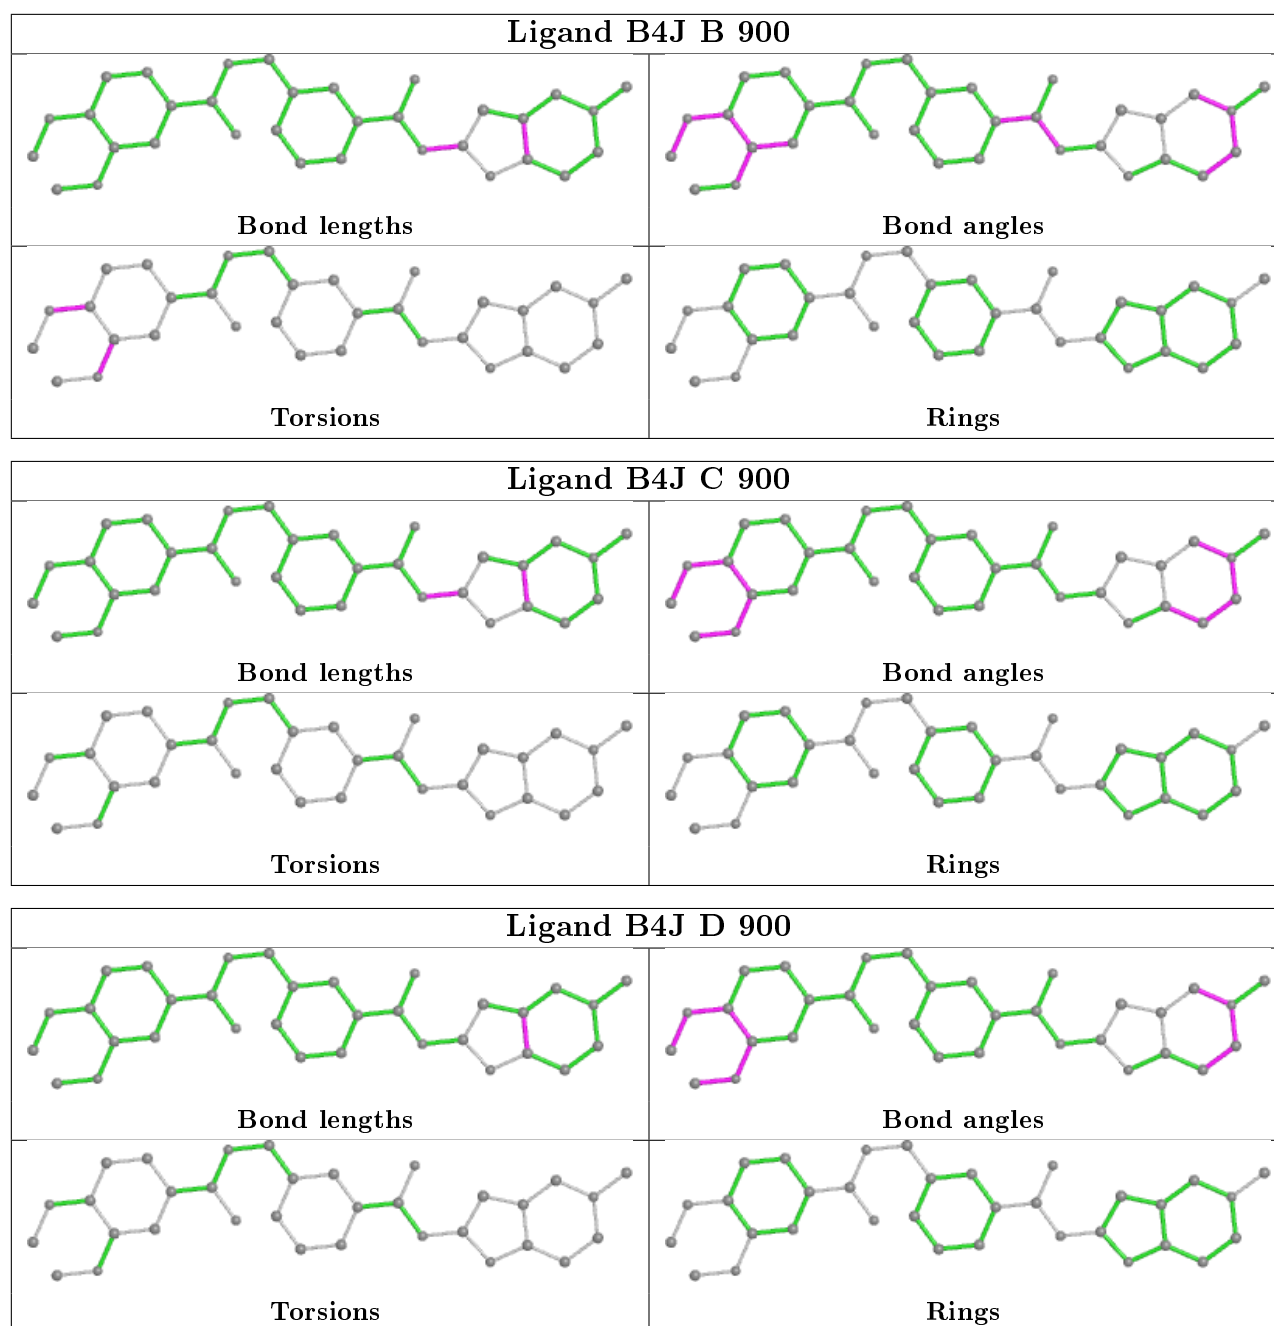 Ligand B4J B 900
Bond lengths
Bond angles
Torsions
Rings
Ligand B4J C 900
Bond lengths
Bond angles
Torsions
Rings
Ligand B4J D 900
Bond lengths
Bond angles
Torsions
Rings